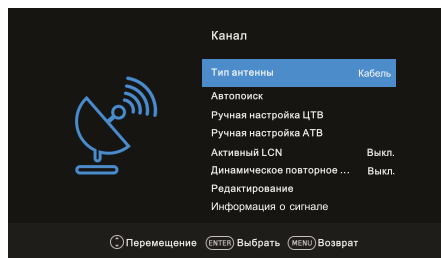 Канал
Тип антенны Кабель
Автопоиск
Ручная настройка ЦТВ
Ручная настройка АТВ
Активный LCN Выкл.
Динамическое повторное ... Выкл.
Редактирование
Информация о сигнале
Перемещение ENTER Выбрать MENU Возврат